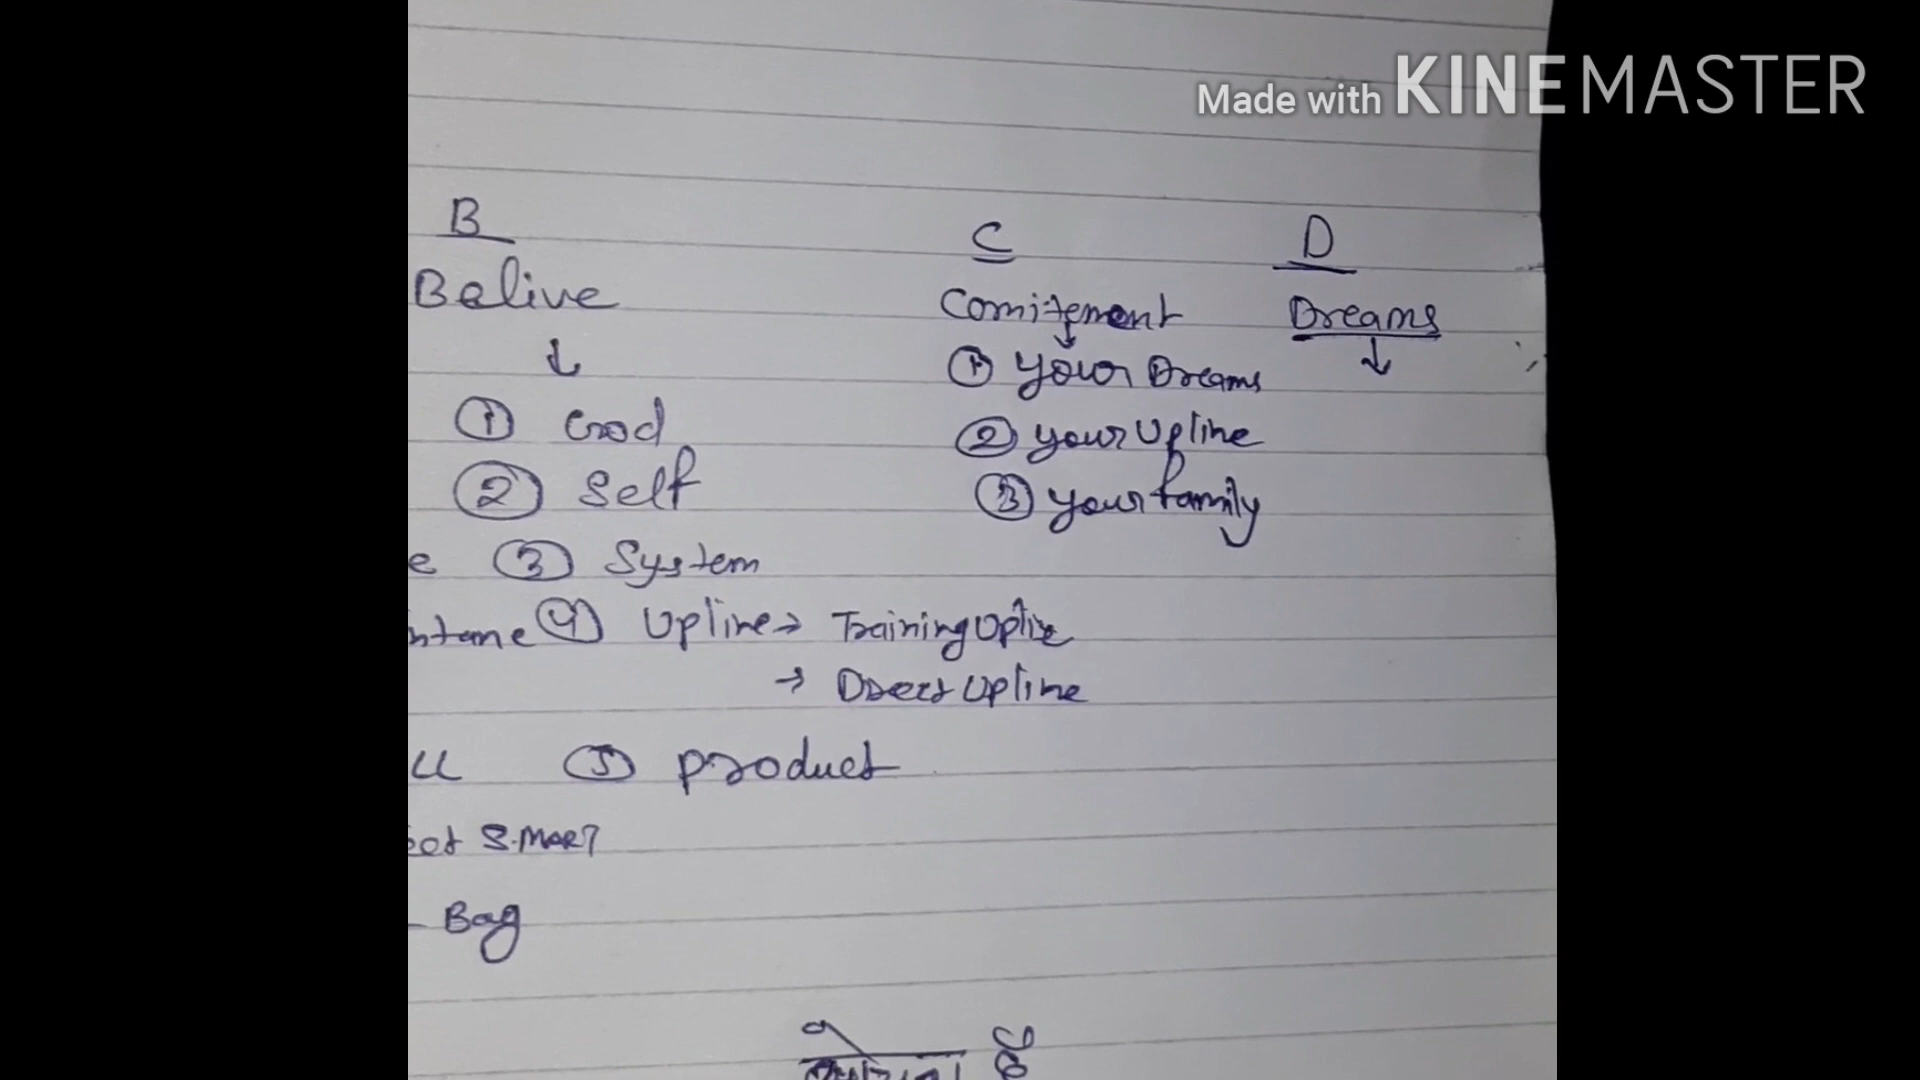 Made with KINEMASTER
B C D
Belive Comitement Dreams
① your Dreams
① God ② your Upline
② Self ③ your family
③ System
④ Upline → Training Upline
→ Direct Upline
⑤ product
S.MART
- Bag